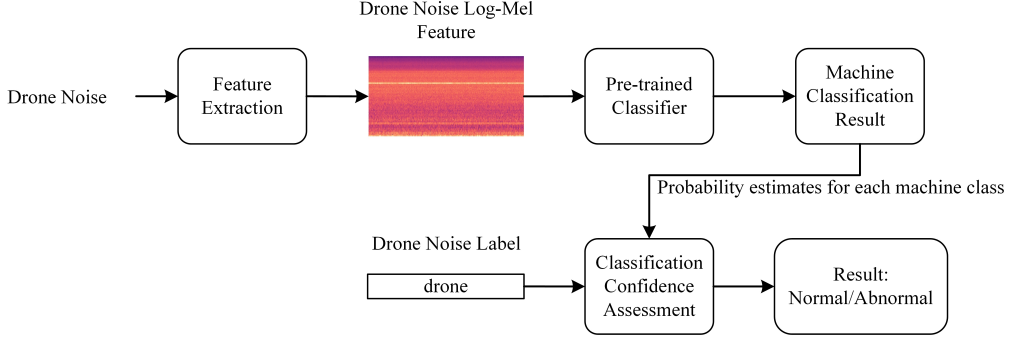 Drone Noise
Feature
Extraction
Drone Noise Log-Mel
Feature
Pre-trained
Classifier
Machine
Classification
Result
Probability estimates for each machine class
Drone Noise Label
drone
Classification
Confidence
Assessment
Result:
Normal/Abnormal